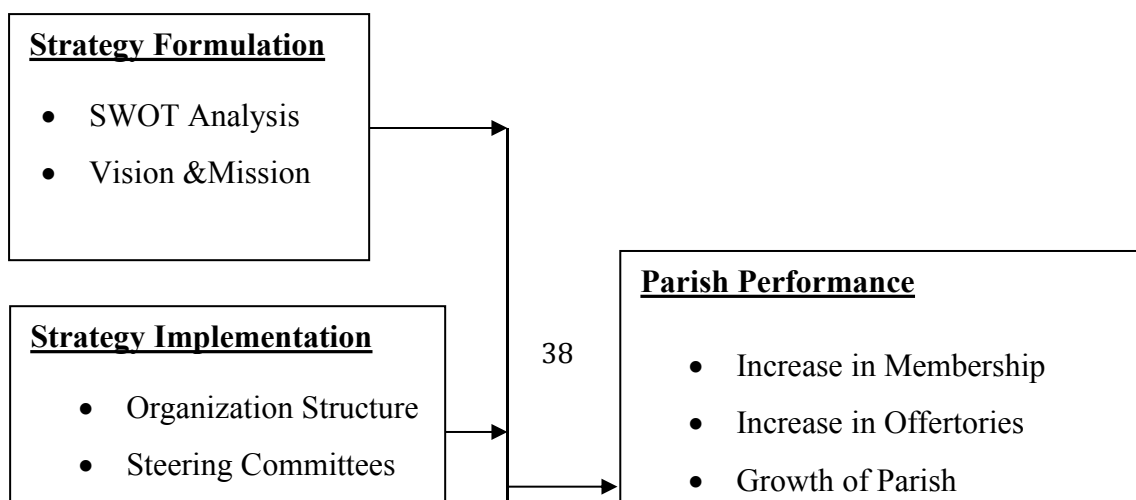 Strategy Formulation
• SWOT Analysis
• Vision &Mission
Strategy Implementation
• Organization Structure
• Steering Committees
38
Parish Performance
• Increase in Membership
• Increase in Offertories
• Growth of Parish